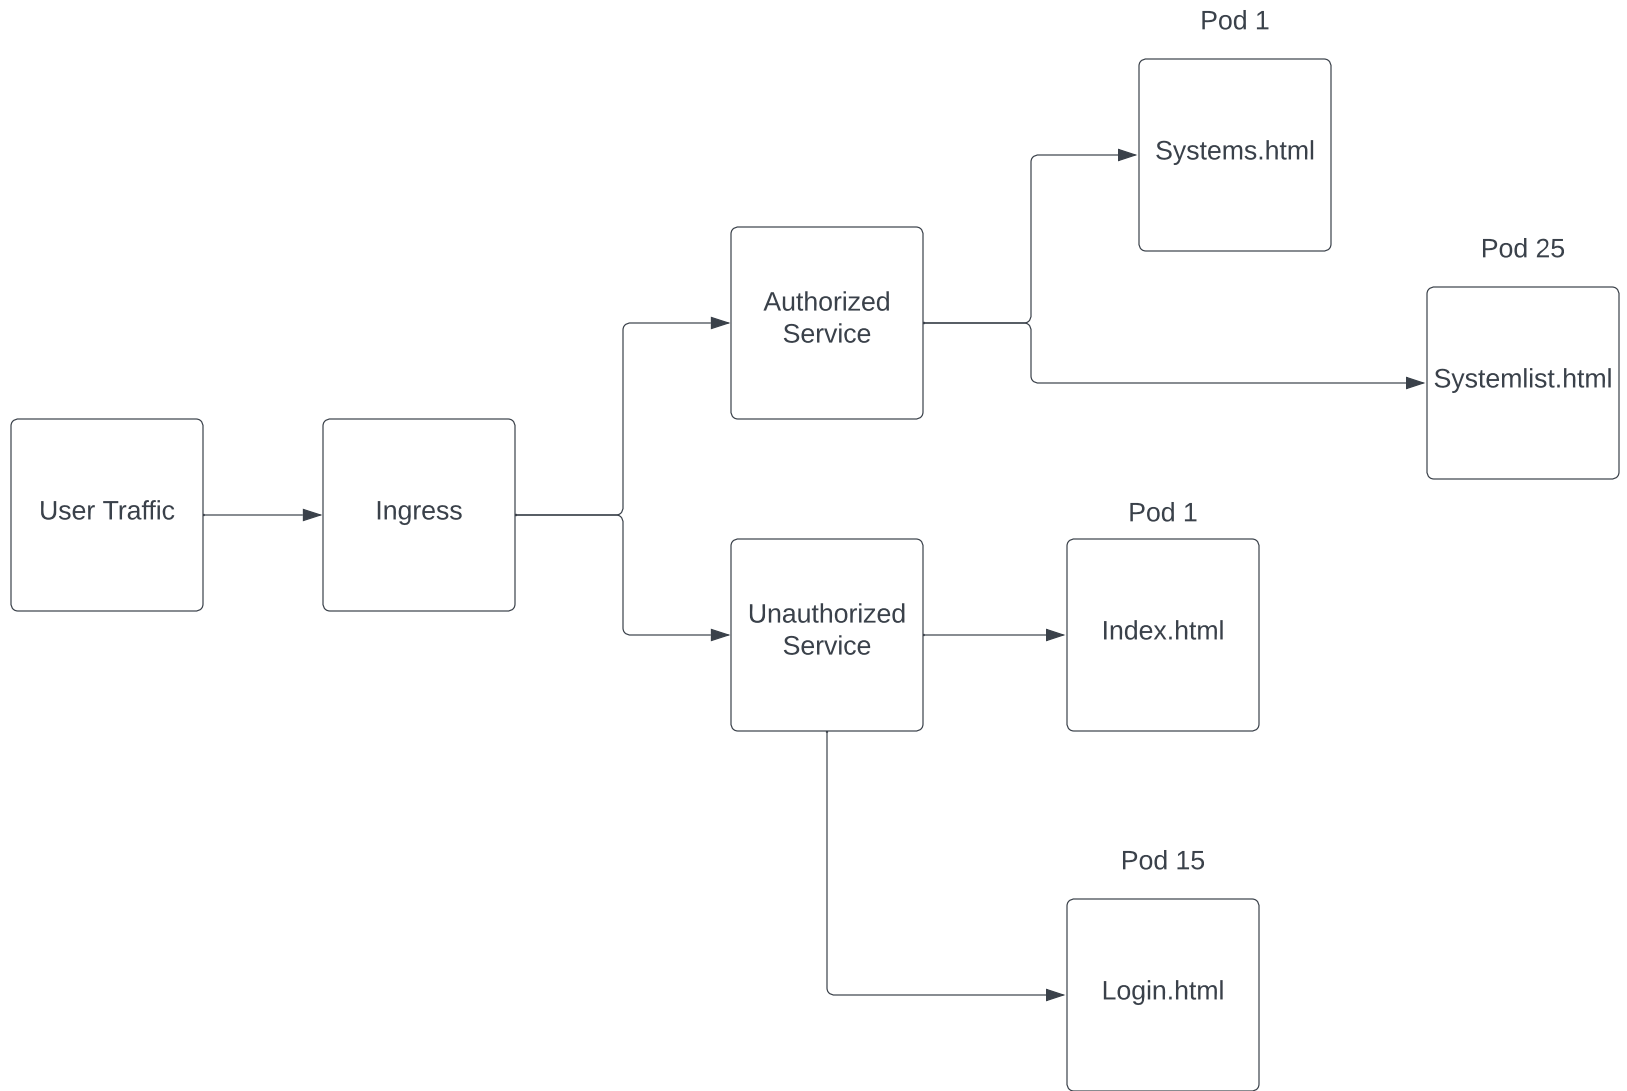 Pod 1
Systems.html
Pod 25
Authorized
Service
Systemlist.html
User Traffic
Ingress
Pod 1
Unauthorized
Service
Index.html
Pod 15
Login.html